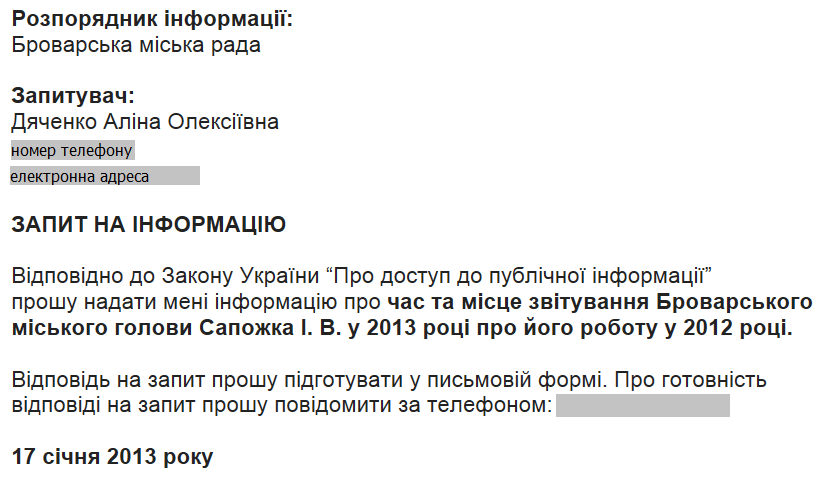 Розпорядник інформації:
Броварська міська рада
Запитувач:
Дяченко Аліна Олексіївна
номер телефону
електронна адреса
ЗАПИТ НА ІНФОРМАЦІЮ
Відповідно до Закону України “Про доступ до публічної інформації”
прошу надати мені інформацію про час та місце звітування Броварського
міського голови Сапожка І. В. у 2013 році про його роботу у 2012 році.
Відповідь на запит прошу підготувати у письмовій формі. Про готовність
відповіді на запит прошу повідомити за телефоном:
17 січня 2013 року